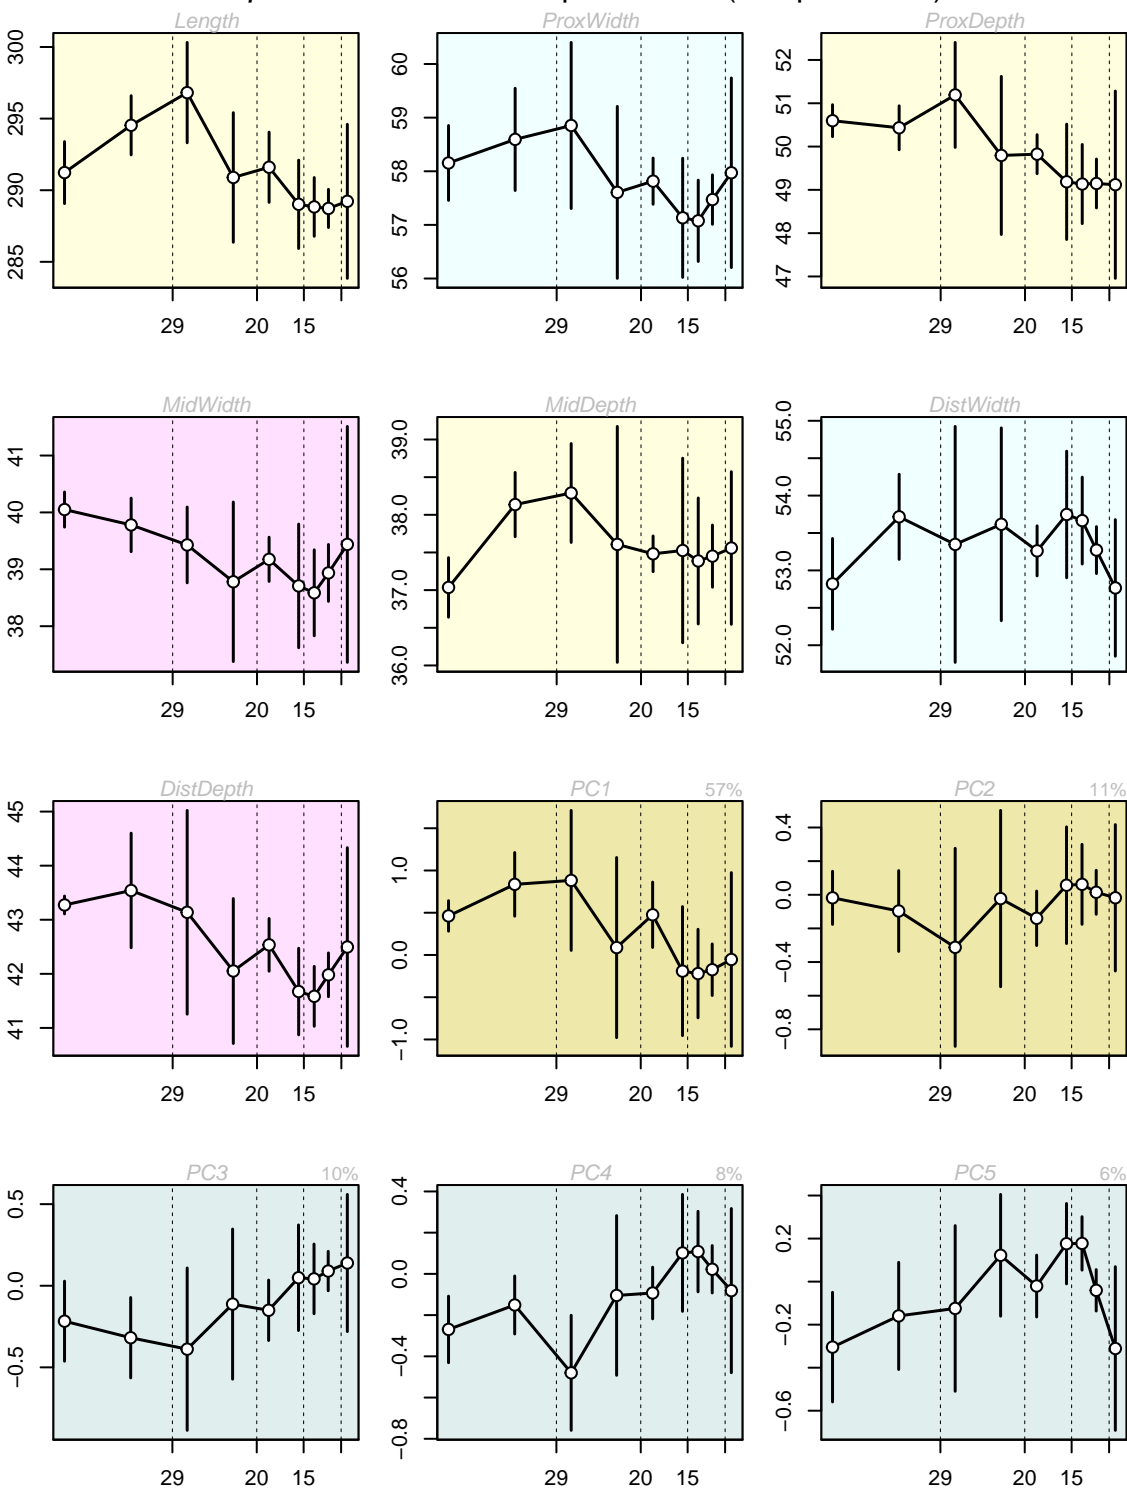 Length ProxWidth ProxDepth
300 60 52
295 59 51
290 58 50
285 57 49
56 48
47
29 20 15 29 20 15 29 20 15
MidWidth MidDepth DistWidth
41 39.0 55.0
40 38.0 54.0
39 37.0 53.0
38 36.0 52.0
29 20 15 29 20 15 29 20 15
DistDepth PC1 57% PC2 11%
45 1.0 0.4
44 0.0 0.0
43 −1.0 −0.4
42 −0.8
41
29 20 15 29 20 15 29 20 15
PC3 10% PC4 8% PC5 6%
0.5 0.4 0.2
0.0 0.0 −0.2
−0.5 −0.4 −0.6
−0.8
29 20 15 29 20 15 29 20 15